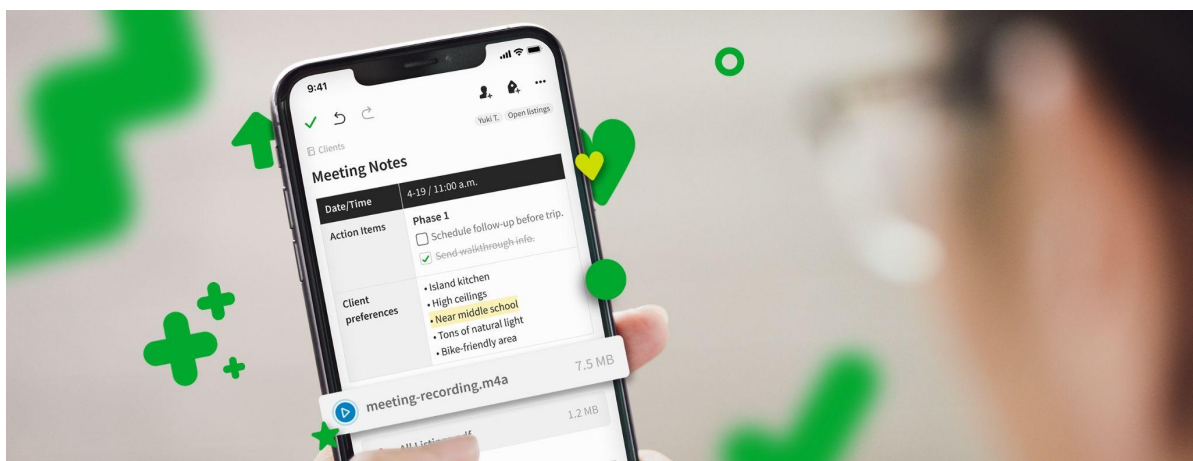 9:41
Yuki T. Open listings
Clients
Meeting Notes
Date/Time 4-19 / 11:00 a.m.
Action Items Phase 1
Schedule follow-up before trip.
Send walkthrough info.
Client preferences
• Island kitchen
• High ceilings
• Near middle school
• Tons of natural light
• Bike-friendly area
meeting-recording.m4a 7.5 MB
All 1.2 MB